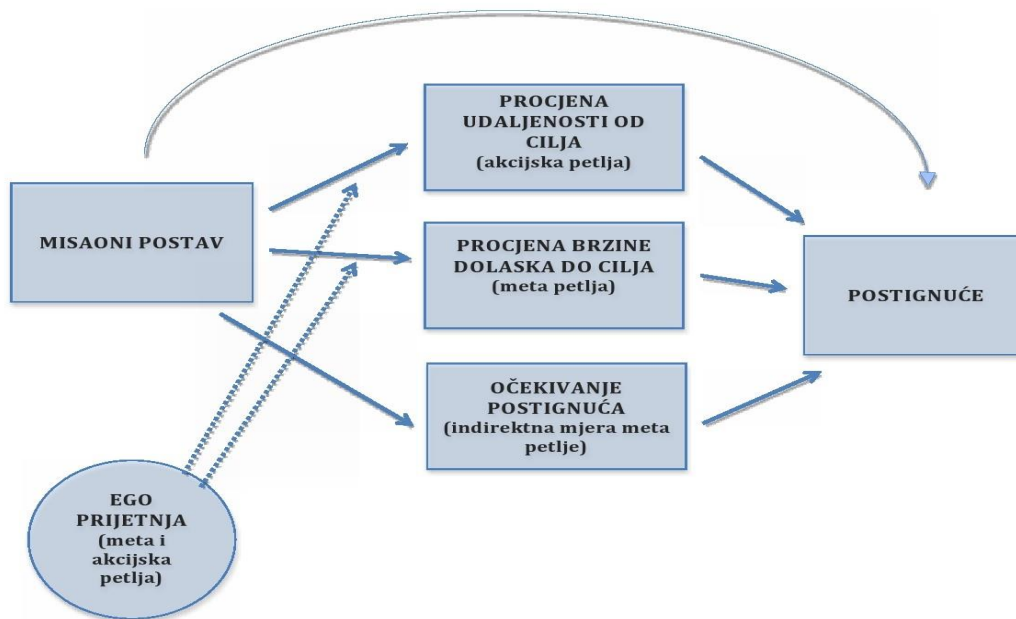 PROCJENA
UDALJENOSTI OD
CILJA
(akcijska petlja)
MISAONI POSTAV
PROCJENA BRZINE
DOLASKA DO CILJA
(meta petlja)
POSTIGNUĆE
OČEKIVANJE
POSTIGNUĆA
(indirektna mjera meta
petlje)
EGO
PRIJETNJA
(meta i
akcijska
petlja)